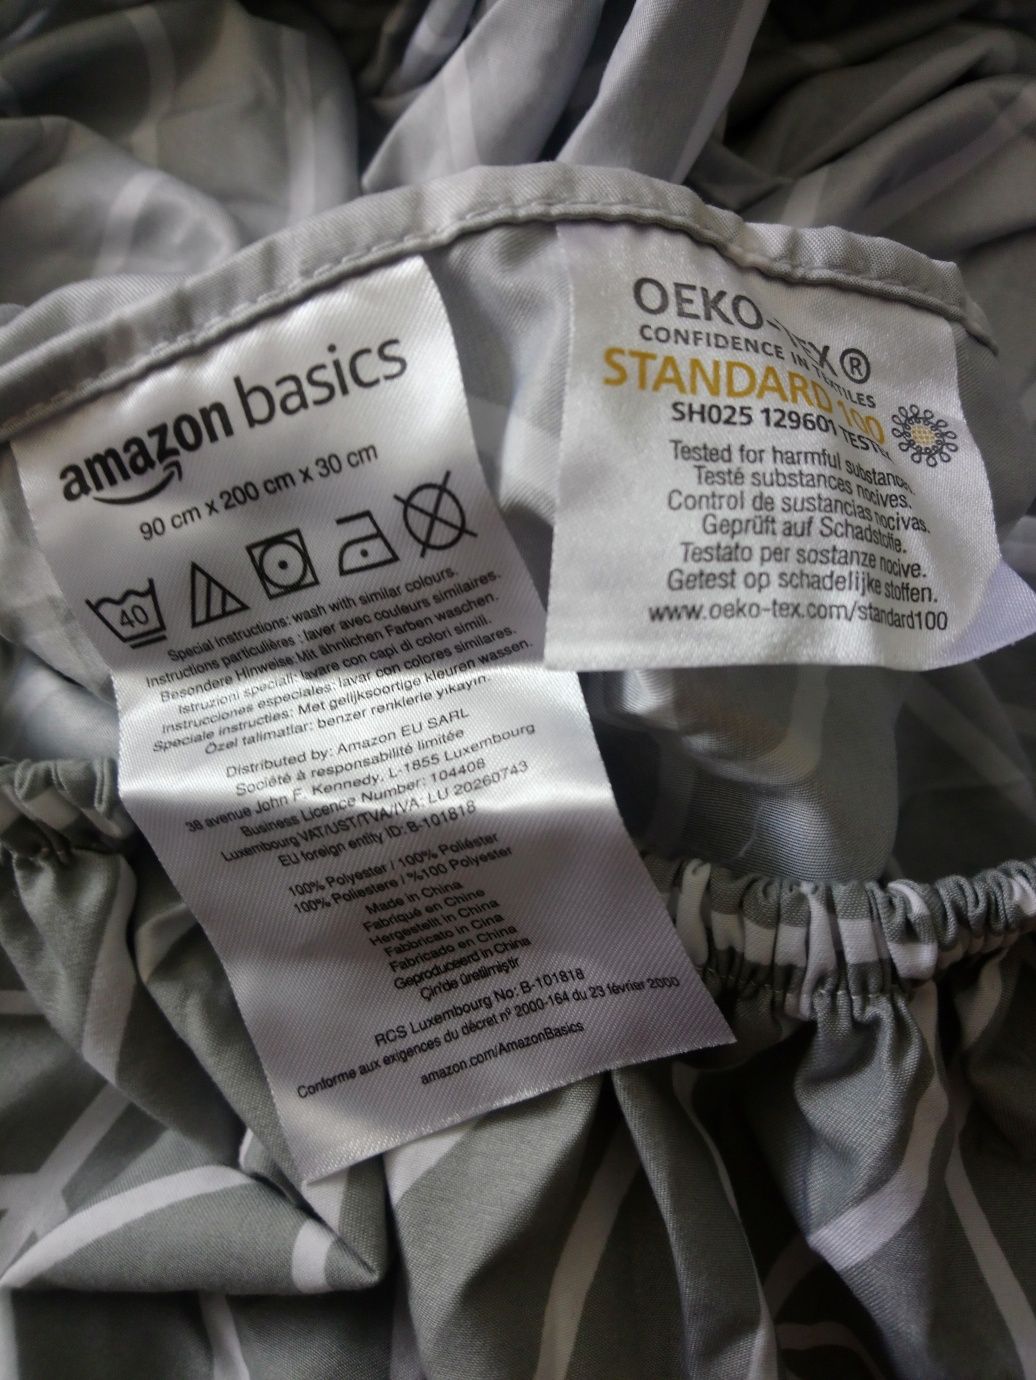 amazon basics
90 cm x 200 cm x 30 cm
40
Special instructions: wash with similar colours.
Instructions particulières : laver avec couleurs similaires.
Besondere Hinweise: Mit ähnlichen Farben waschen.
Istruzioni speciali: lavare con capi di colori simili.
Instrucciones especiales: lavar con colores similares.
Speciale instructies: Met gelijksoortige kleuren wassen.
Özel talimatlar: benzer renklerle yıkayın.
Distributed by: Amazon EU SARL
Société à responsabilité limitée
38 avenue John F. Kennedy, L-1855 Luxembourg
Business Licence Number: 104408
Luxembourg VAT/UST/TVA/IVA: LU 20260743
EU foreign entity ID: B-101818
100% Polyester / 100% Poliéster
100% Poliestere / %100 Polyester
Made in China
Fabriqué en Chine
Hergestellt in China
Fabbricato in Cina
Fabricado en China
Geproduceerd in China
Çin'de üretilmiştir
RCS Luxembourg No: B-101818
Conforme aux exigences du décret nº 2000-164 du 23 février 2000
amazon.com/AmazonBasics
OEKO-TEX®
CONFIDENCE IN TEXTILES
STANDARD 100
SH025 129601
Tested for harmful
Testé substances nocives.
Control de sustancias nocivas.
Geprüft auf Schadstoffe.
Testato per sostanze nocive.
Getest op schadelijke stoffen.
www.oeko-tex.com/standard100